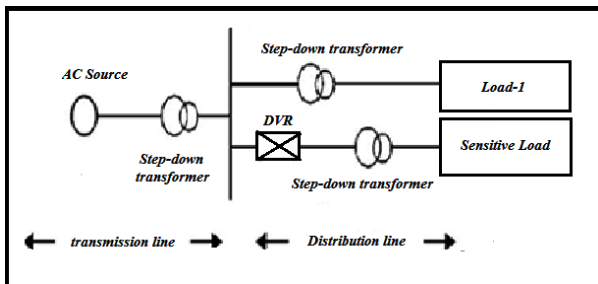 Step-down transformer
AC Source
Load-1
DVR
Sensitive Load
Step-down
transformer
Step-down transformer
transmission line
Distribution line